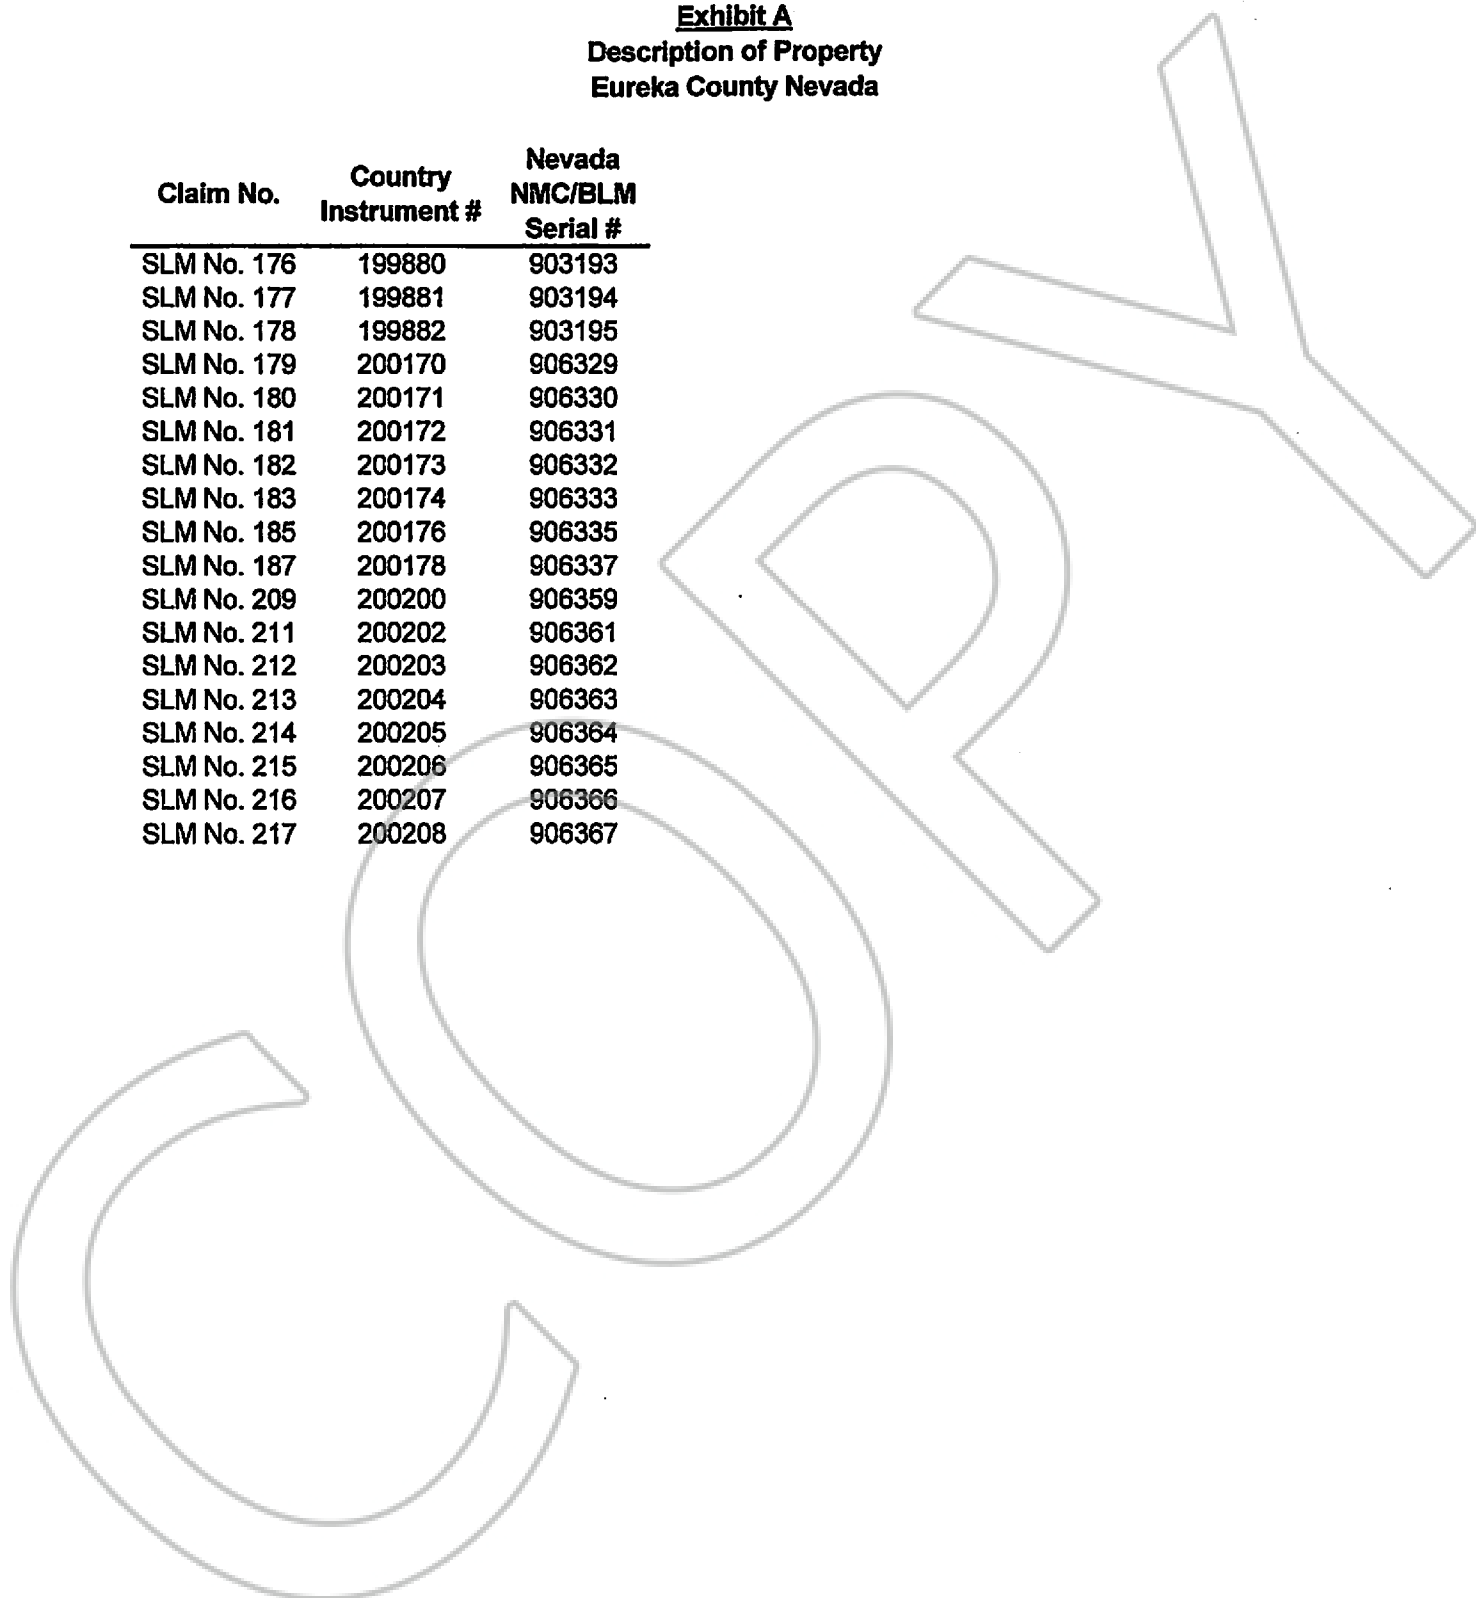 Exhibit A
Description of Property
Eureka County Nevada
Claim No. Country Instrument # Nevada NMC/BLM Serial #
SLM No. 176 199880 903193
SLM No. 177 199881 903194
SLM No. 178 199882 903195
SLM No. 179 200170 906329
SLM No. 180 200171 906330
SLM No. 181 200172 906331
SLM No. 182 200173 906332
SLM No. 183 200174 906333
SLM No. 185 200176 906335
SLM No. 187 200178 906337
SLM No. 209 200200 906359
SLM No. 211 200202 906361
SLM No. 212 200203 906362
SLM No. 213 200204 906363
SLM No. 214 200205 906364
SLM No. 215 200206 906365
SLM No. 216 200207 906366
SLM No. 217 200208 906367
COPY